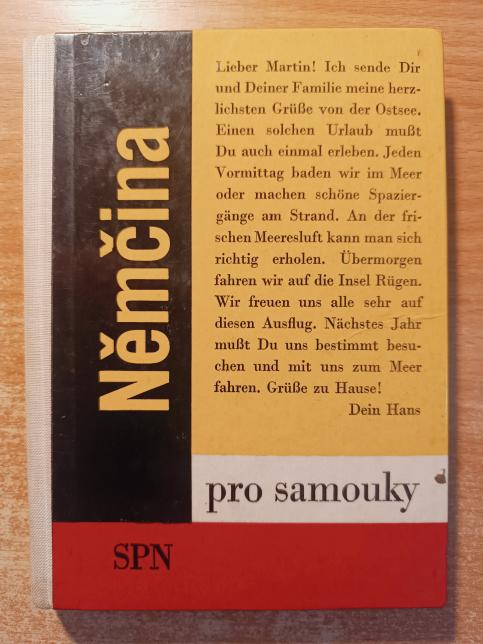 Němčina
Lieber Martin! Ich sende Dir
und Deiner Familie meine herz-
lichsten Grüße von der Ostsee.
Einen solchen Urlaub mußt
Du auch einmal erleben. Jeden
Vormittag baden wir im Meer
oder machen schöne Spazier-
gänge am Strand. An der fri-
schen Meeresluft kann man sich
richtig erholen. Übermorgen
fahren wir auf die Insel Rügen.
Wir freuen uns alle sehr auf
diesen Ausflug. Nächstes Jahr
mußt Du uns bestimmt besu-
chen und mit uns zum Meer
fahren. Grüße zu Hause!
Dein Hans
pro samouky
SPN